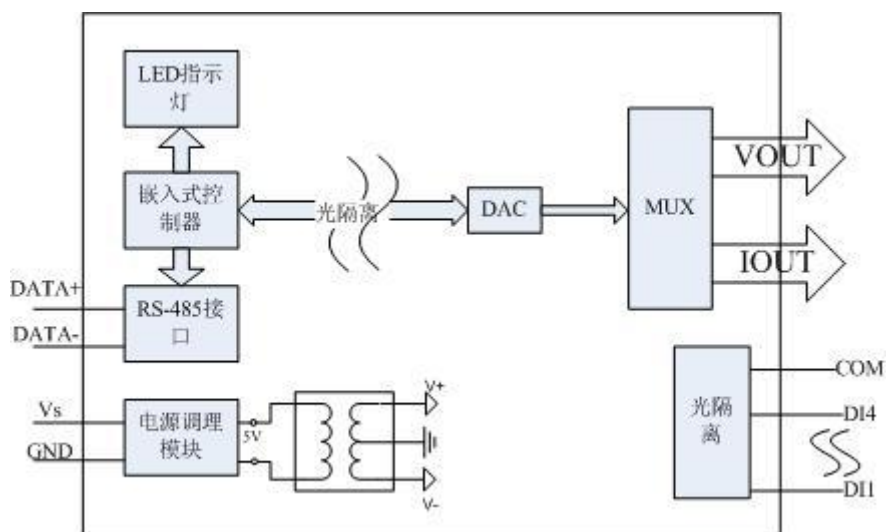 LED指示
灯
嵌入式控
制器
光隔离
DAC
MUX
VOUT
IOUT
DATA+
DATA-
RS-485接
口
Vs
GND
电源调理
模块
5V
V+
V-
光隔
离
COM
DI4
DI1